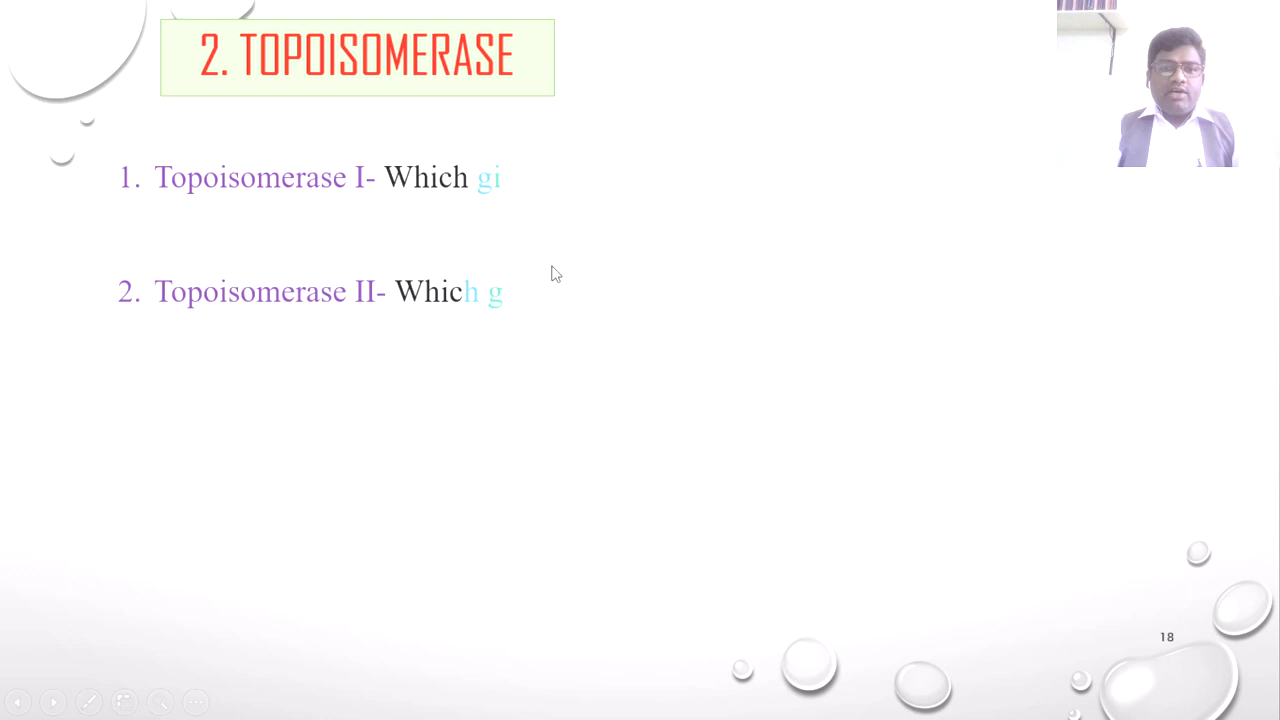 2. TOPOISOMERASE
1. Topoisomerase I- Which gi
2. Topoisomerase II- Which g
18